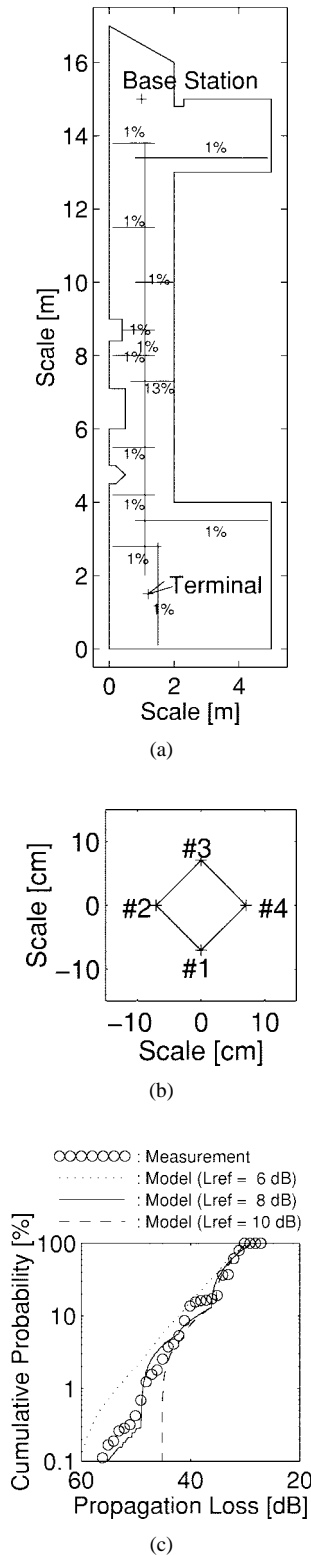 16
Base Station
1%
14
1%
12
1%
10
1%
1%
1%
1%
8
13%
6
1%
4
1%
1%
1%
2
Terminal
1%
0
Scale [m]
0 2 4
Scale [m]
(a)
10
0
−10
Scale [cm]
#3
#2
#4
#1
−10 0 10
Scale [cm]
(b)
: Measurement
: Model (Lref = 6 dB)
: Model (Lref = 8 dB)
: Model (Lref = 10 dB)
Cumulative Probability [%]
100
10
1
0.1
60 40 20
Propagation Loss [dB]
(c)